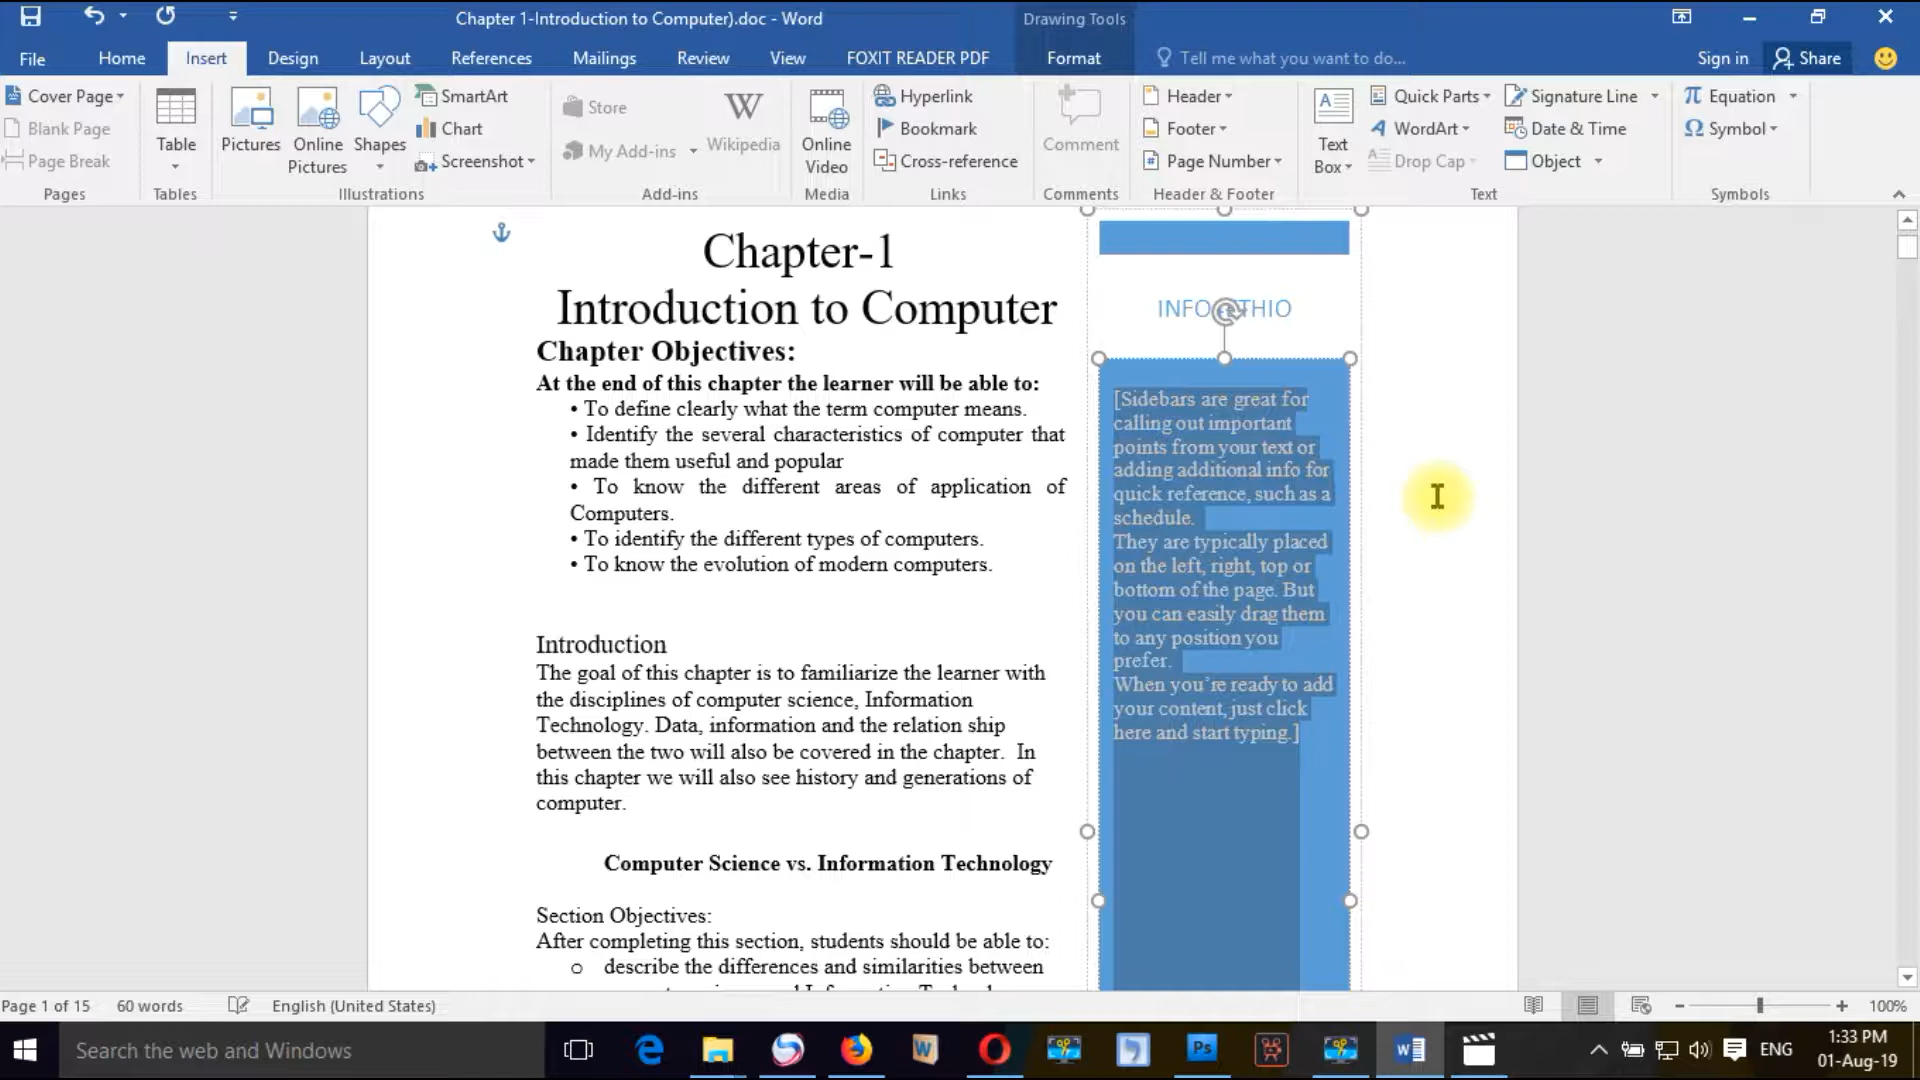 Chapter 1-Introduction to Computer).doc - Word
Drawing Tools
File
Home
Insert
Design
Layout
References
Mailings
Review
View
FOXIT READER PDF
Format
Tell me what you want to do...
Sign in
Share
Cover Page
Blank Page
Page Break
Pages
Table
Tables
Pictures
Online
Pictures
Shapes
SmartArt
Chart
Screenshot
Illustrations
Store
My Add-ins
Wikipedia
Add-ins
Online
Video
Media
Hyperlink
Bookmark
Cross-reference
Links
Comment
Comments
Header
Footer
Page Number
Header & Footer
Text
Box
Quick Parts
WordArt
Drop Cap
Signature Line
Date & Time
Object
Text
Equation
Symbol
Symbols
Chapter-1
Introduction to Computer
Chapter Objectives:
At the end of this chapter the learner will be able to:
• To define clearly what the term computer means.
• Identify the several characteristics of computer that
made them useful and popular
• To know the different areas of application of
Computers.
• To identify the different types of computers.
• To know the evolution of modern computers.
Introduction
The goal of this chapter is to familiarize the learner with
the disciplines of computer science, Information
Technology. Data, information and the relation ship
between the two will also be covered in the chapter. In
this chapter we will also see history and generations of
computer.
Computer Science vs. Information Technology
Section Objectives:
After completing this section, students should be able to:
o describe the differences and similarities between
[Sidebars are great for
calling out important
points from your text or
adding additional info for
quick reference, such as a
schedule.
They are typically placed
on the left, right, top or
bottom of the page. But
you can easily drag them
to any position you
prefer.
When you're ready to add
your content, just click
here and start typing.]
Page 1 of 15
60 words
English (United States)
100%
Search the web and Windows
ENG
1:33 PM
01-Aug-19